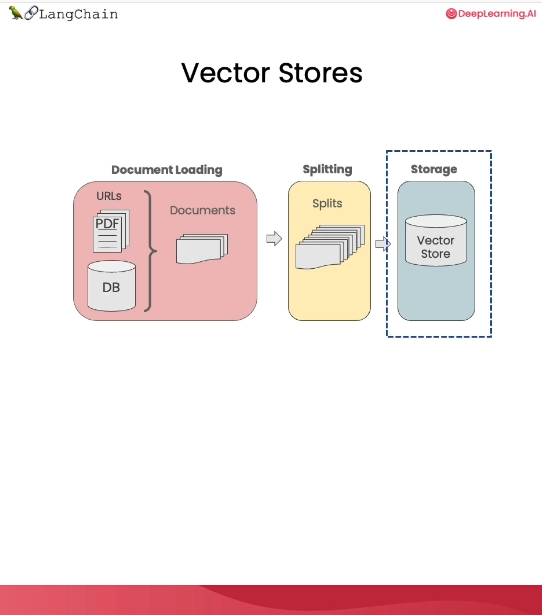 LangChain
DeepLearning.AI
Vector Stores
Document Loading
URLs
PDF
DB
Documents
Splitting
Splits
Storage
Vector
Store